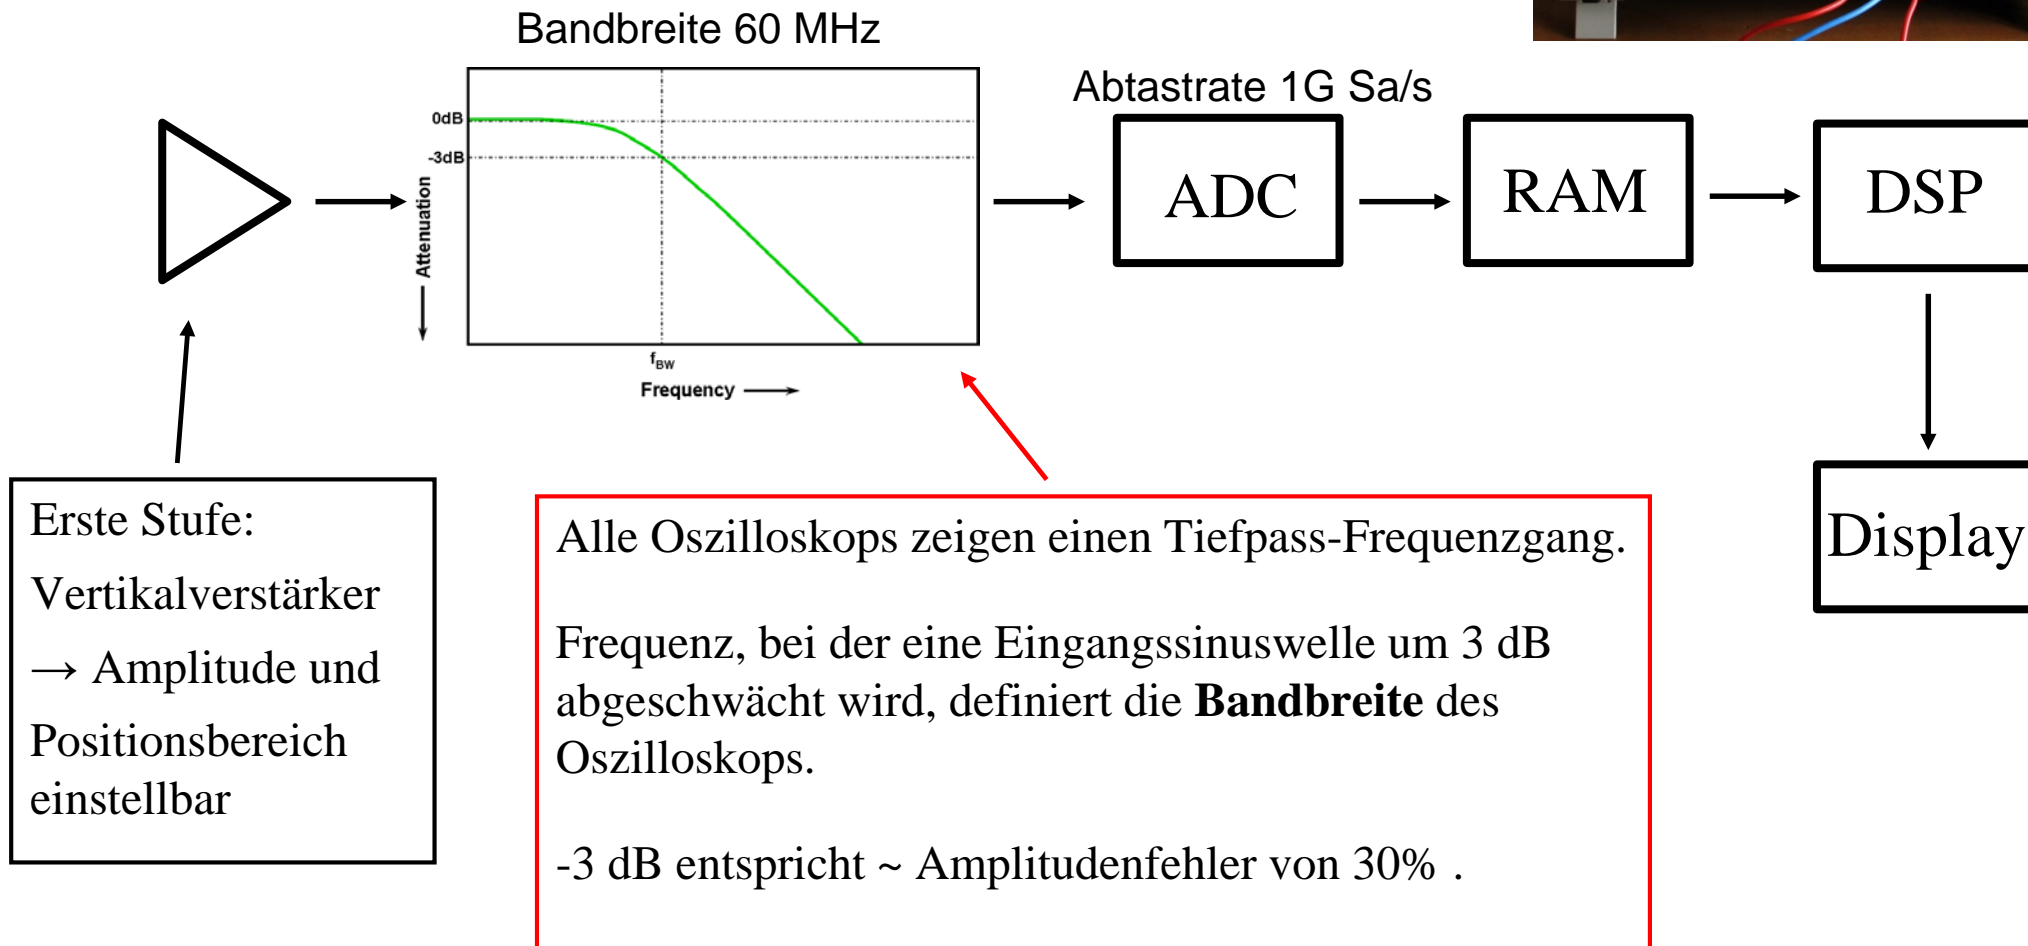 Bandbreite 60 MHz
Abtastrate 1G Sa/s
0dB
-3dB
Attenuation
fBW
Frequency
ADC
RAM
DSP
Display
Erste Stufe:
Vertikalverstärker
→ Amplitude und
Positionsbereich
einstellbar
Alle Oszilloskops zeigen einen Tiefpass-Frequenzgang.
Frequenz, bei der eine Eingangssinuswelle um 3 dB
abgeschwächt wird, definiert die Bandbreite des
Oszilloskops.
-3 dB entspricht ~ Amplitudenfehler von 30% .